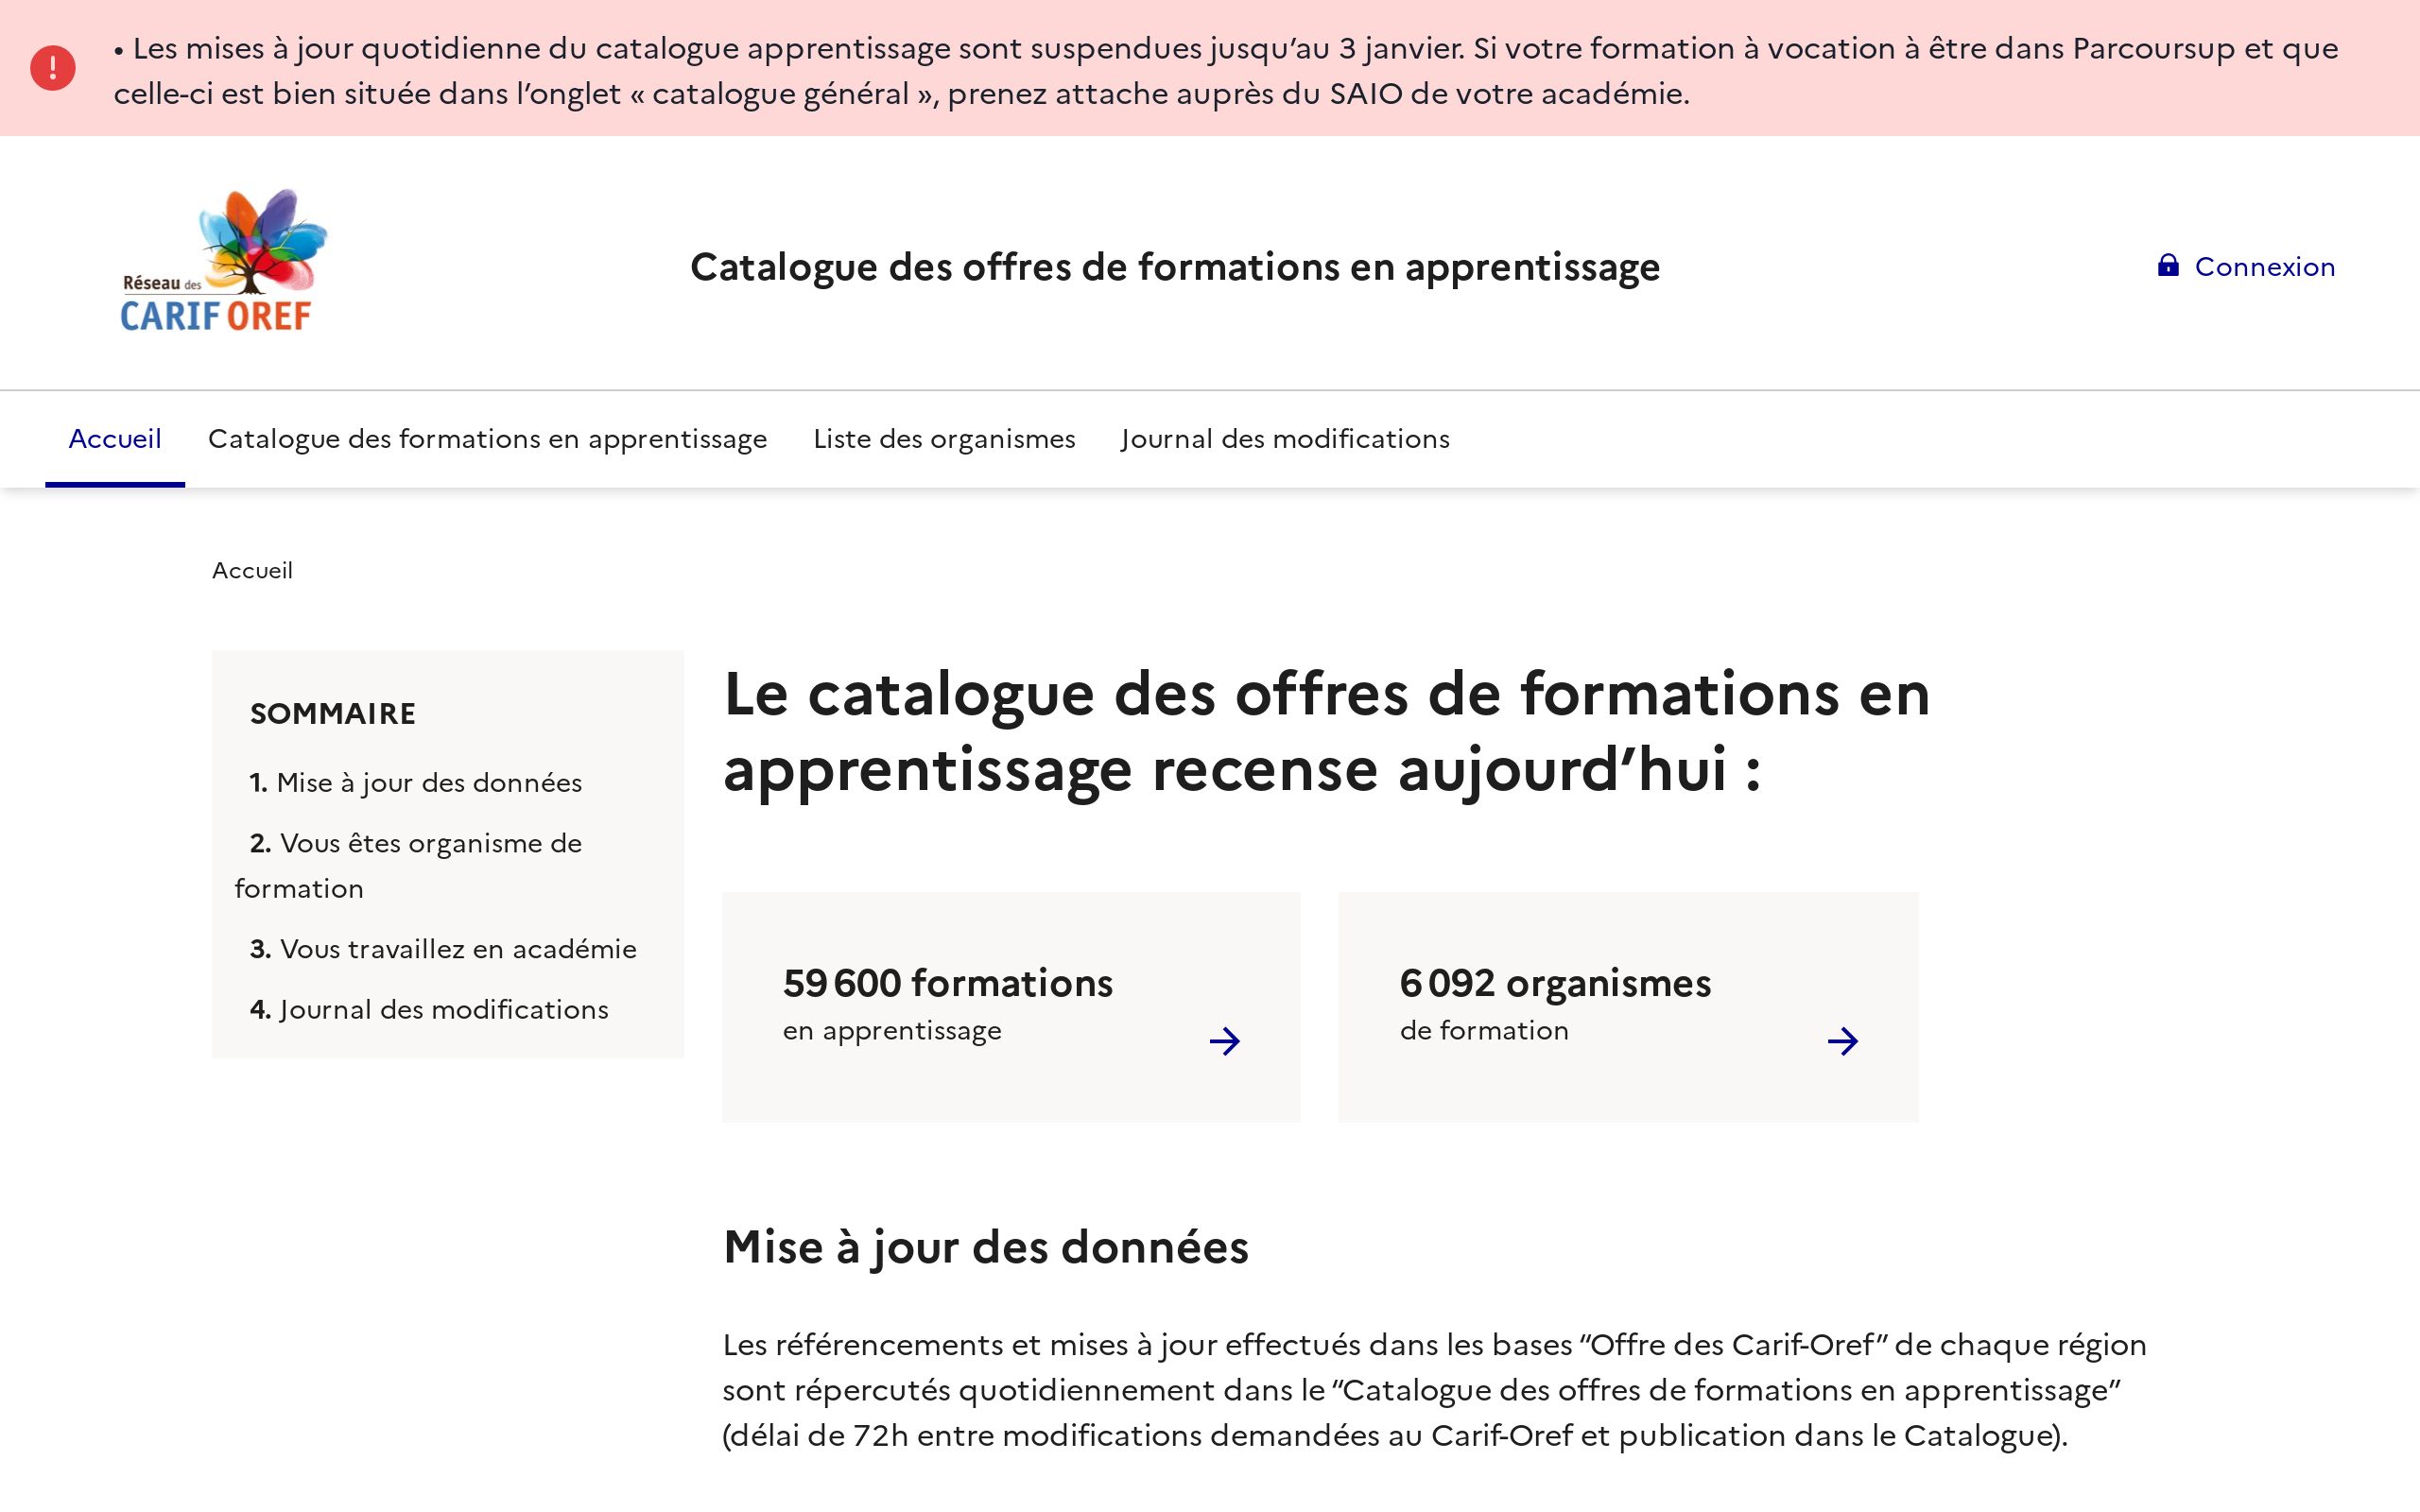 • Les mises à jour quotidienne du catalogue apprentissage sont suspendues jusqu’au 3 janvier. Si votre formation à vocation à être dans Parcoursup et que
celle-ci est bien située dans l’onglet « catalogue général », prenez attache auprès du SAIO de votre académie.
Réseau des
CARIF OREF
Catalogue des offres de formations en apprentissage
Connexion
Accueil
Catalogue des formations en apprentissage
Liste des organismes
Journal des modifications
Accueil
SOMMAIRE
1. Mise à jour des données
2. Vous êtes organisme de
formation
3. Vous travaillez en académie
4. Journal des modifications
Le catalogue des offres de formations en
apprentissage recense aujourd’hui :
59 600 formations
en apprentissage
6 092 organismes
de formation
Mise à jour des données
Les référencements et mises à jour effectués dans les bases “Offre des Carif-Oref” de chaque région
sont répercutés quotidiennement dans le “Catalogue des offres de formations en apprentissage”
(délai de 72h entre modifications demandées au Carif-Oref et publication dans le Catalogue).